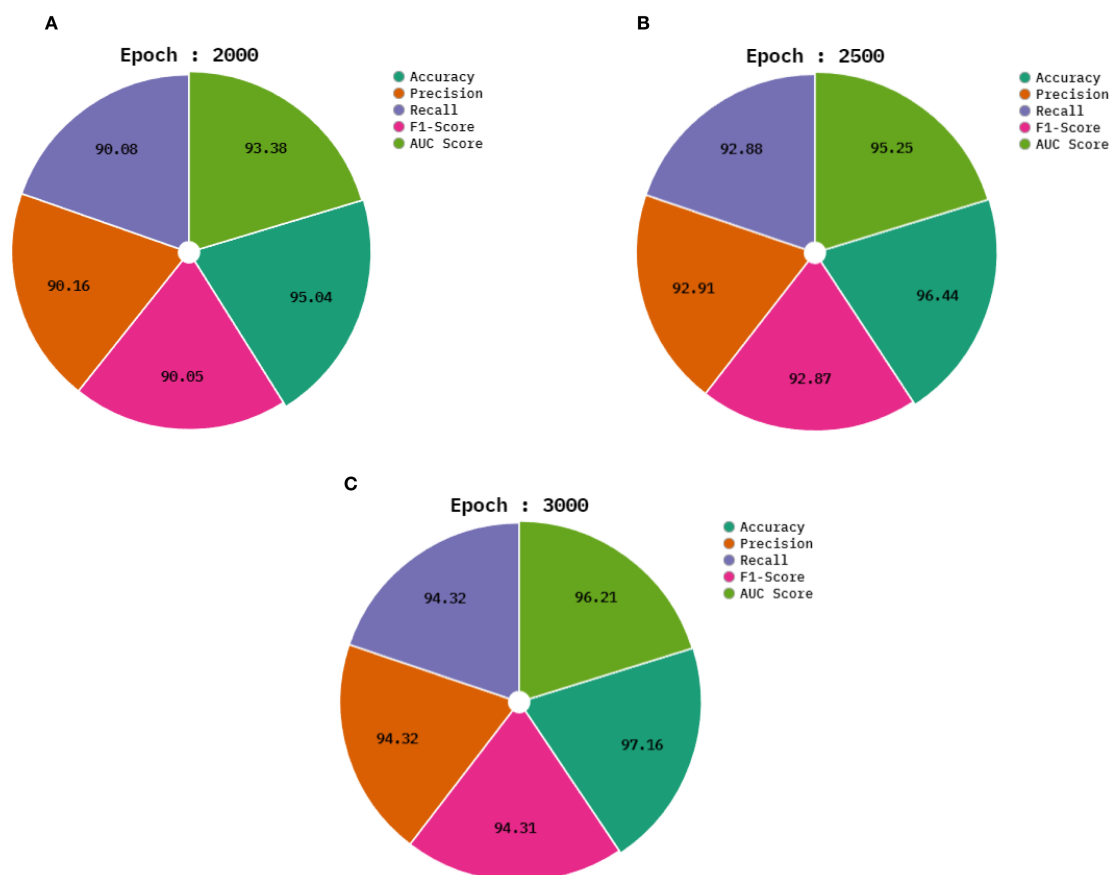 A
Epoch : 2000
Accuracy
Precision
Recall
F1-Score
AUC Score
90.08
93.38
90.16
95.04
90.05
B
Epoch : 2500
Accuracy
Precision
Recall
F1-Score
AUC Score
92.88
95.25
92.91
96.44
92.87
C
Epoch : 3000
Accuracy
Precision
Recall
F1-Score
AUC Score
94.32
96.21
94.32
97.16
94.31